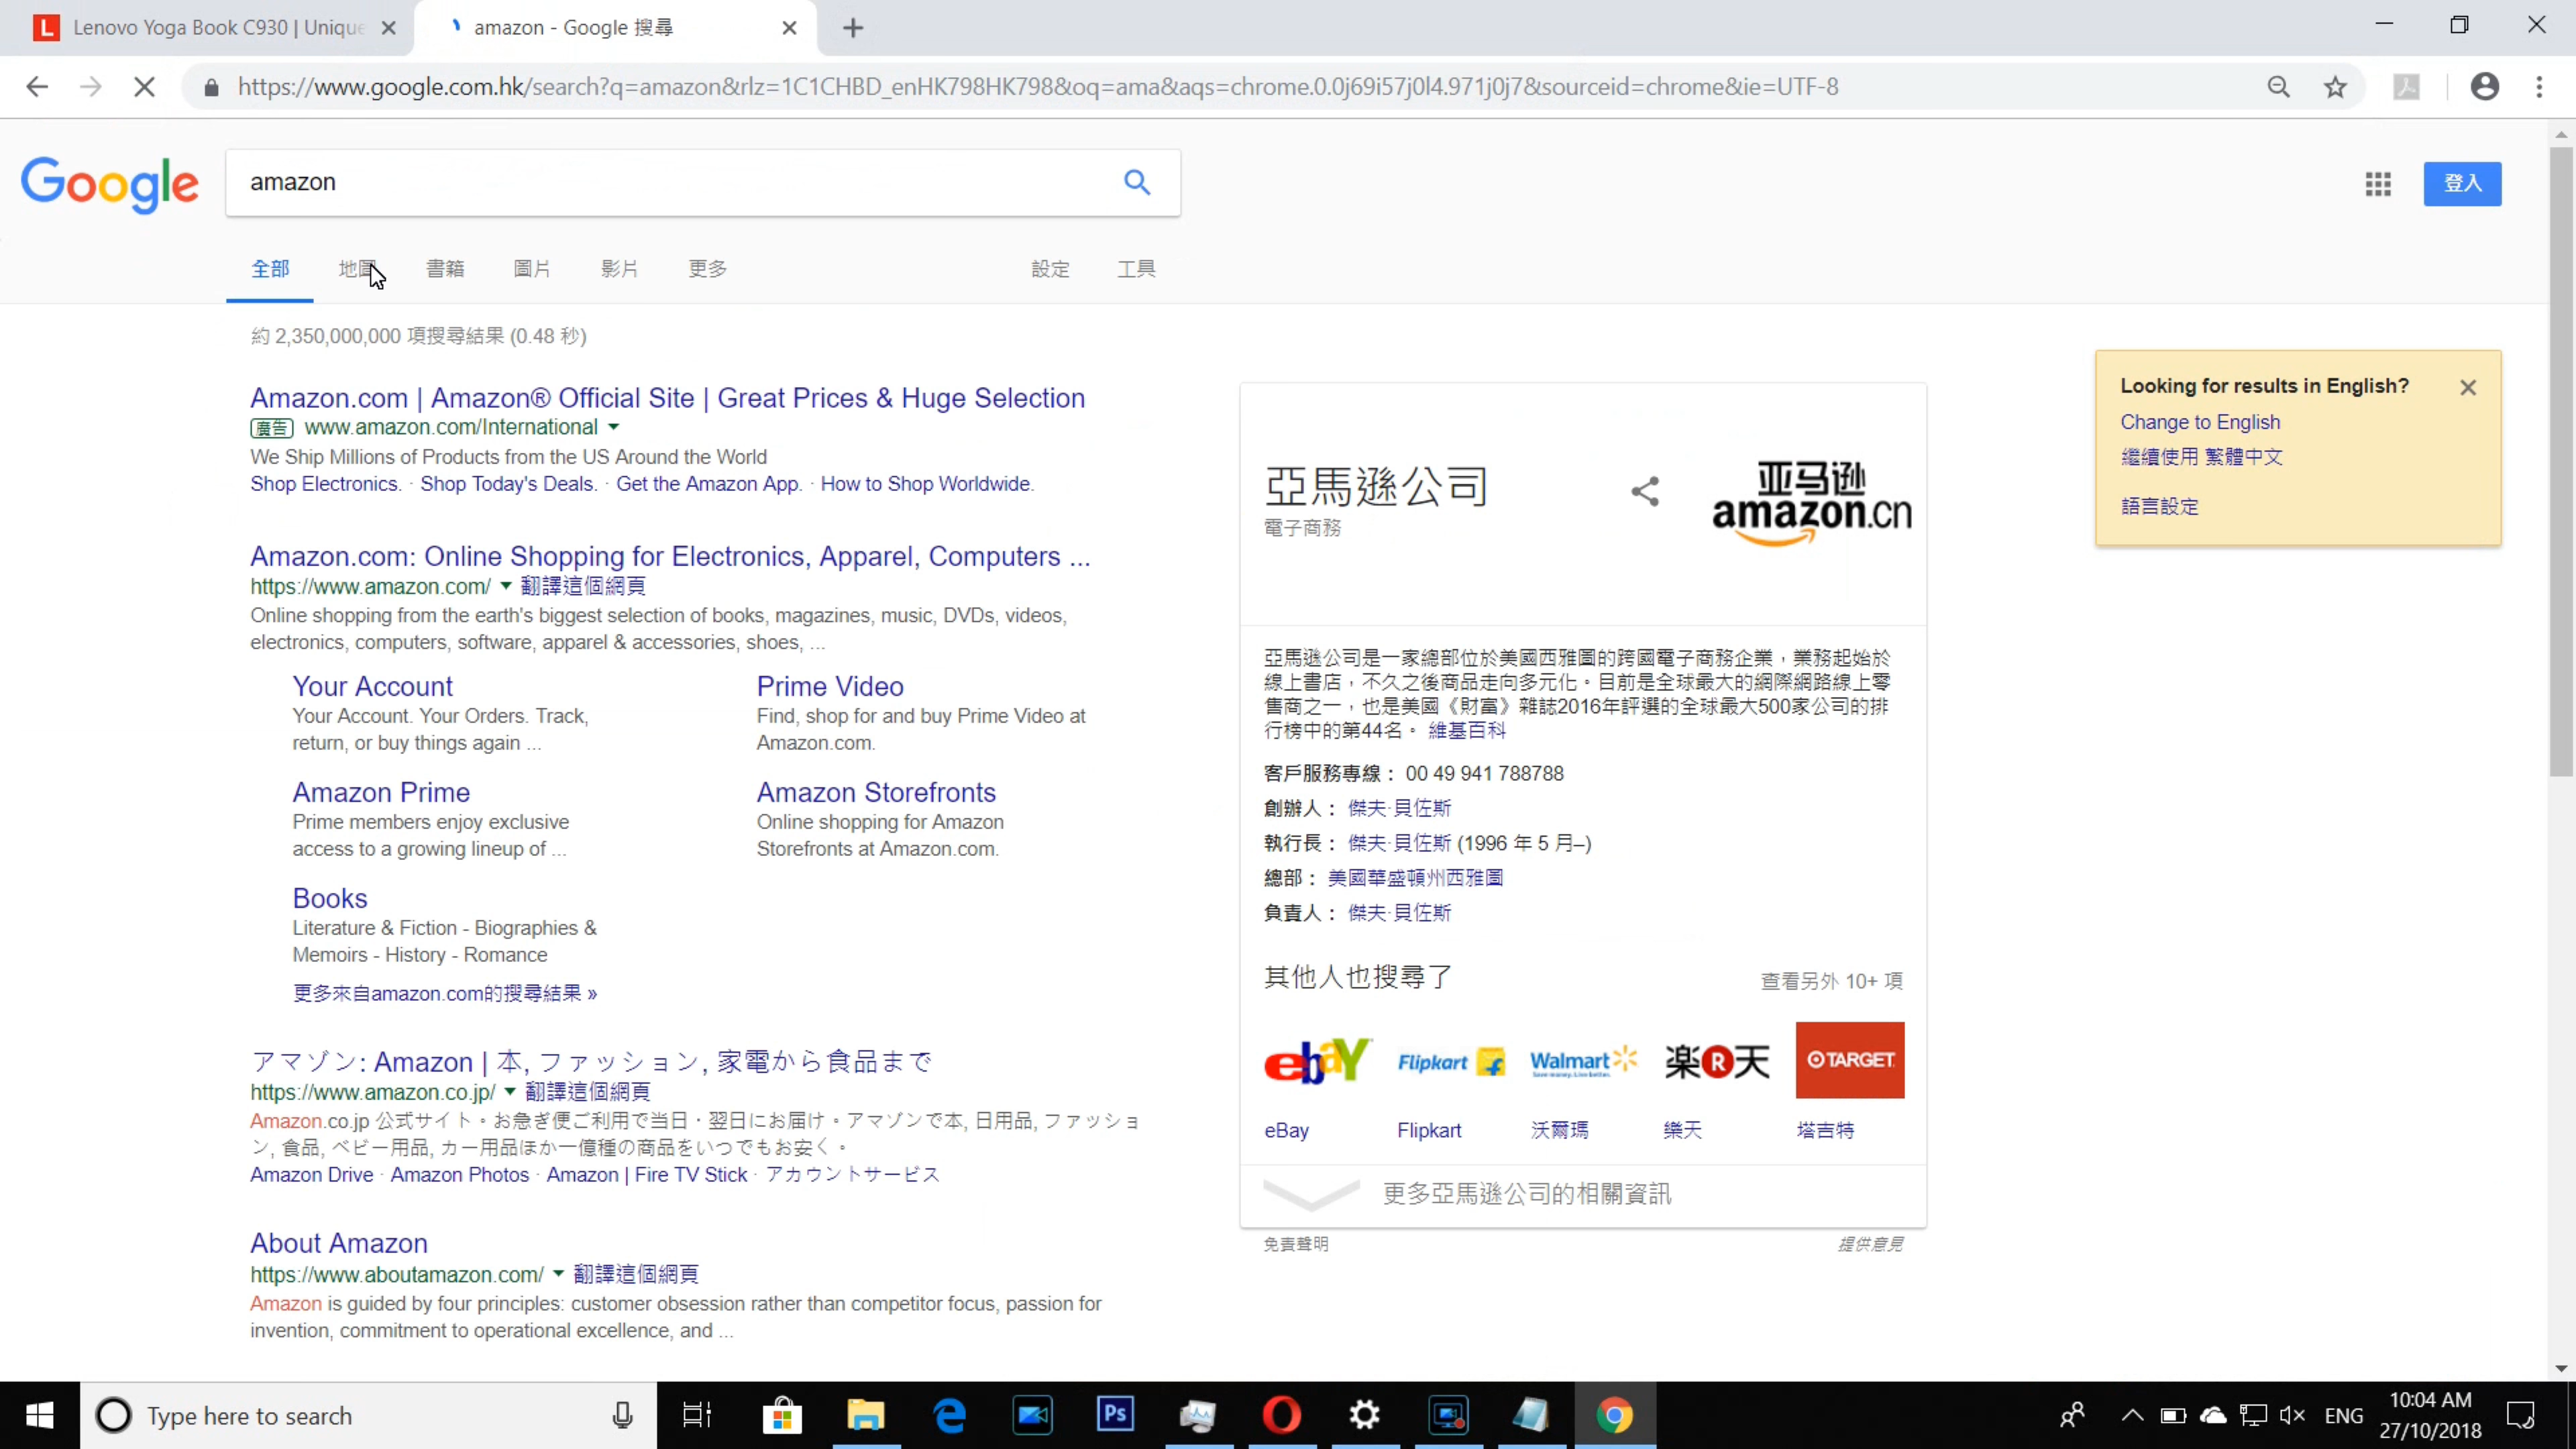 Lenovo Yoga Book C930 | Unique
amazon - Google 搜尋
https://www.google.com.hk/search?q=amazon&rlz=1C1CHBD_enHK798HK798&oq=ama&aqs=chrome.0.0j69i57j0l4.971j0j7&sourceid=chrome&ie=UTF-8
Google
amazon
登入
全部 地圖 書籍 圖片 影片 更多 設定 工具
約 2,350,000,000 項搜尋結果 (0.48 秒)
Amazon.com | Amazon® Official Site | Great Prices & Huge Selection
廣告 www.amazon.com/International
We Ship Millions of Products from the US Around the World
Shop Electronics. · Shop Today's Deals. · Get the Amazon App. · How to Shop Worldwide.
Amazon.com: Online Shopping for Electronics, Apparel, Computers ...
https://www.amazon.com/ 翻譯這個網頁
Online shopping from the earth's biggest selection of books, magazines, music, DVDs, videos,
electronics, computers, software, apparel & accessories, shoes, ...
Your Account
Your Account. Your Orders. Track,
return, or buy things again ...
Prime Video
Find, shop for and buy Prime Video at
Amazon.com.
Amazon Prime
Prime members enjoy exclusive
access to a growing lineup of ...
Amazon Storefronts
Online shopping for Amazon
Storefronts at Amazon.com.
Books
Literature & Fiction - Biographies &
Memoirs - History - Romance
更多來自amazon.com的搜尋結果 »
アマゾン: Amazon | 本, ファッション, 家電から食品まで
https://www.amazon.co.jp/ 翻譯這個網頁
Amazon.co.jp 公式サイト。お急ぎ便ご利用で当日・翌日にお届け。アマゾンで本, 日用品, ファッショ
ン, 食品, ベビー用品, カー用品ほか一億種の商品をいつでもお安く。
Amazon Drive · Amazon Photos · Amazon | Fire TV Stick · アカウントサービス
About Amazon
https://www.aboutamazon.com/ 翻譯這個網頁
Amazon is guided by four principles: customer obsession rather than competitor focus, passion for
invention, commitment to operational excellence, and ...
亞馬遜公司
電子商務
亚马逊
amazon.cn
亞馬遜公司是一家總部位於美國西雅圖的跨國電子商務企業，業務起始於
線上書店，不久之後商品走向多元化。目前是全球最大的網際網路線上零
售商之一，也是美國《財富》雜誌2016年評選的全球最大500家公司的排
行榜中的第44名。 維基百科
客戶服務專線： 00 49 941 788788
創辦人： 傑夫·貝佐斯
執行長： 傑夫·貝佐斯 (1996 年 5 月–)
總部： 美國華盛頓州西雅圖
負責人： 傑夫·貝佐斯
其他人也搜尋了
查看另外 10+ 項
ebay Flipkart Walmart 楽R天 TARGET
Save money. Live better.
eBay Flipkart 沃爾瑪 樂天 塔吉特
更多亞馬遜公司的相關資訊
免責聲明 提供意見
Looking for results in English?
Change to English
繼續使用 繁體中文
語言設定
Type here to search
Ps
ENG
10:04 AM
27/10/2018